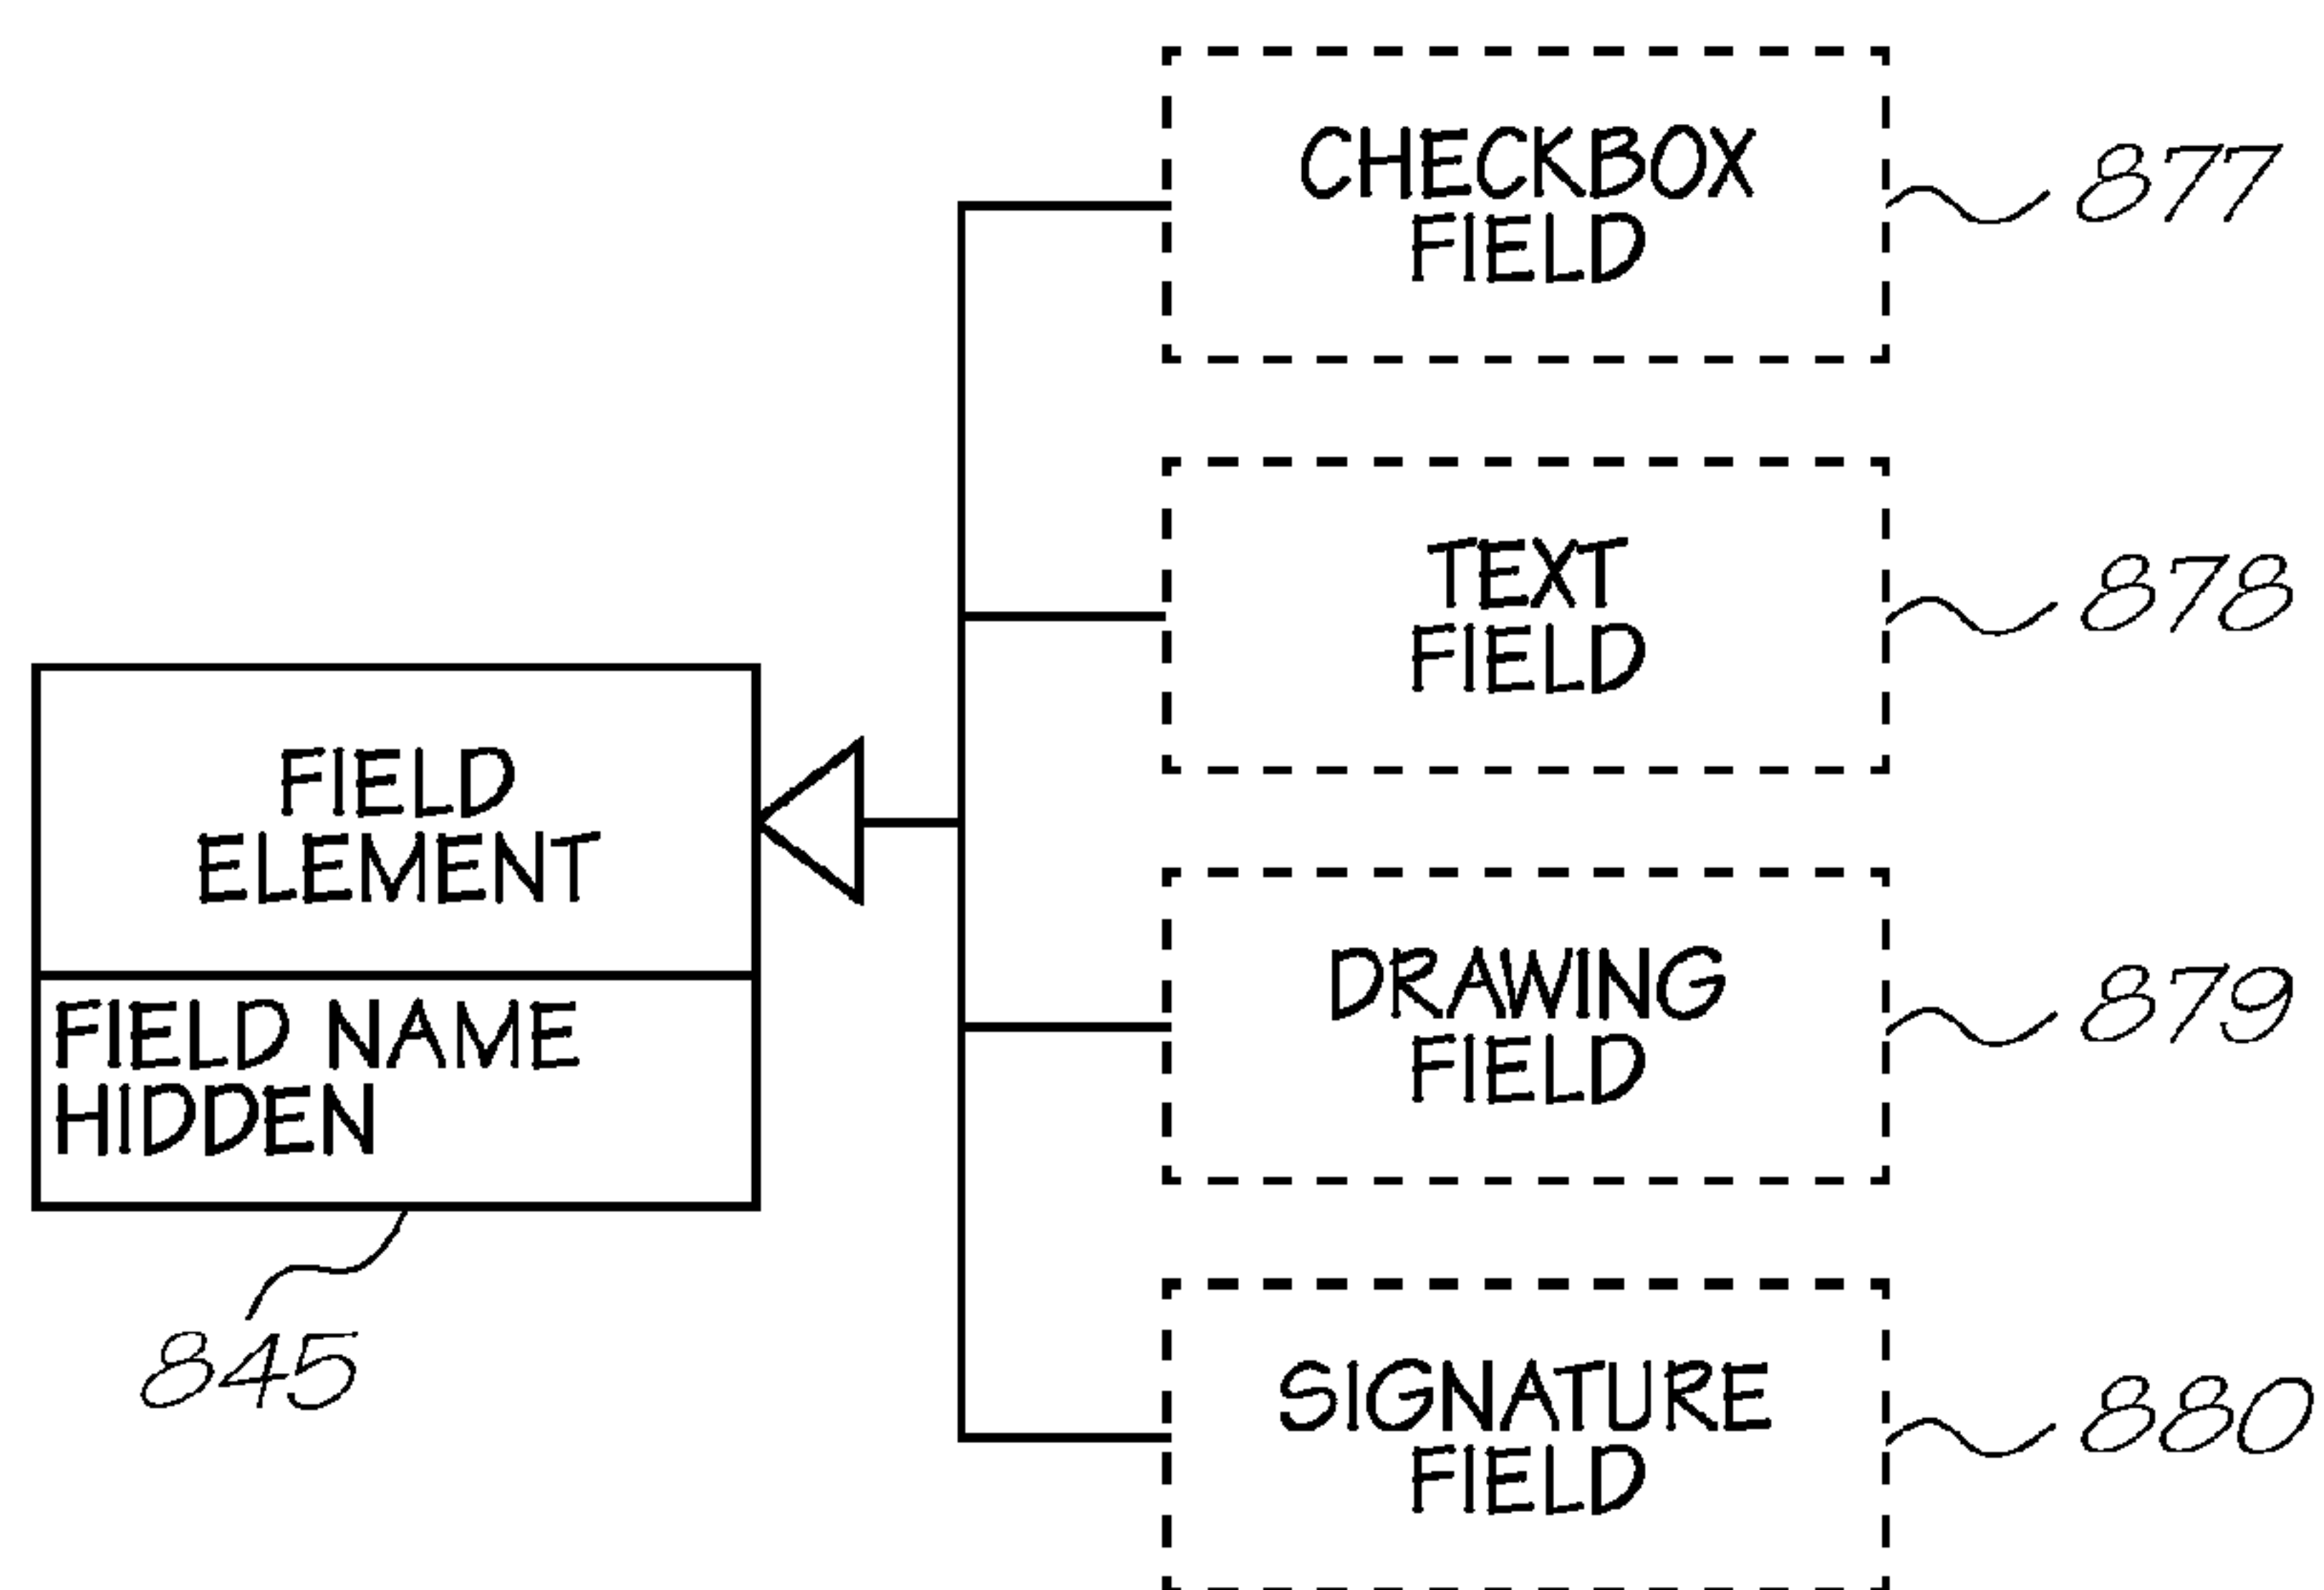 CHECKBOX
FIELD
877
TEXT
FIELD
878
FIELD
ELEMENT
FIELD NAME
HIDDEN
845
DRAWING
FIELD
879
SIGNATURE
FIELD
880